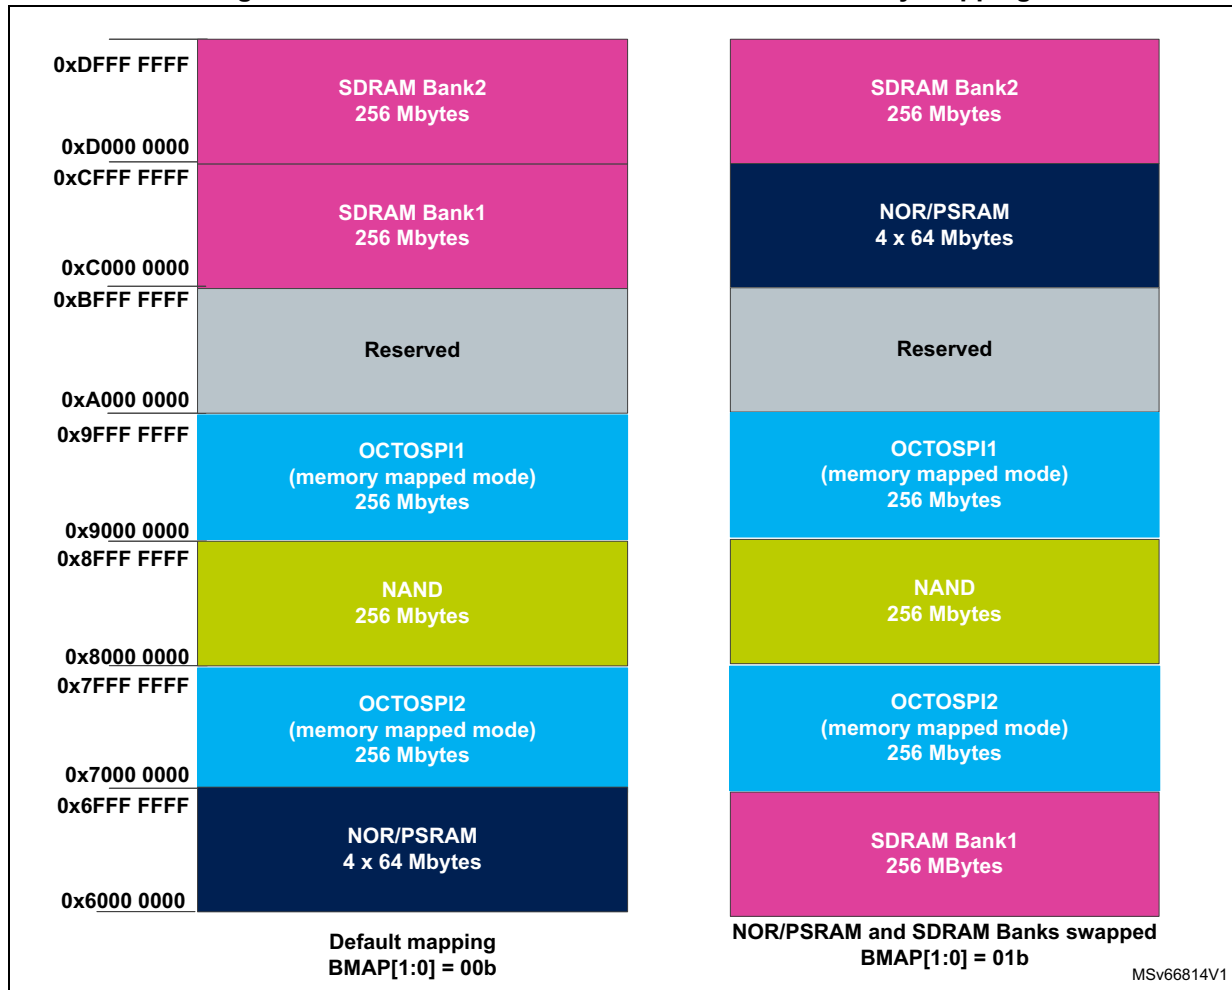 0xDFFF FFFF
SDRAM Bank2
256 Mbytes
0xD000 0000
0xCFFF FFFF
SDRAM Bank1
256 Mbytes
0xC000 0000
0xBFFF FFFF
Reserved
0xA000 0000
0x9FFF FFFF
OCTOSPI1
(memory mapped mode)
256 Mbytes
0x9000 0000
0x8FFF FFFF
NAND
256 Mbytes
0x8000 0000
0x7FFF FFFF
OCTOSPI2
(memory mapped mode)
256 Mbytes
0x7000 0000
0x6FFF FFFF
NOR/PSRAM
4 x 64 Mbytes
0x6000 0000
Default mapping
BMAP[1:0] = 00b
SDRAM Bank2
256 Mbytes
NOR/PSRAM
4 x 64 Mbytes
Reserved
OCTOSPI1
(memory mapped mode)
256 Mbytes
NAND
256 Mbytes
OCTOSPI2
(memory mapped mode)
256 Mbytes
SDRAM Bank1
256 MBytes
NOR/PSRAM and SDRAM Banks swapped
BMAP[1:0] = 01b
MSv66814V1